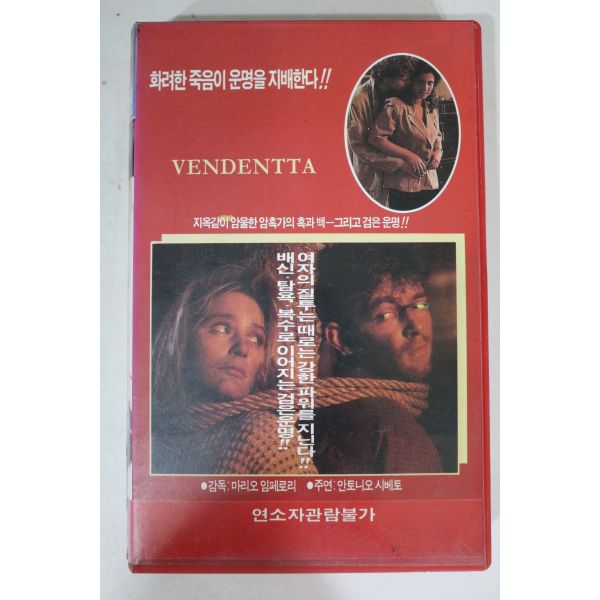 화려한 죽음이 운명을 지배한다!!
VENDENTTA
지옥같이 암울한 암흑가의 흑과 백-그리고 검은 운명!!
여자의 질투는 때로는 강한 파워를 지닌다!!
배신·탐욕·복수로 이어지는 검은 운명!!
●감독: 마리오 임페로리 ●주연: 안토니오 시베토
연소자관람불가